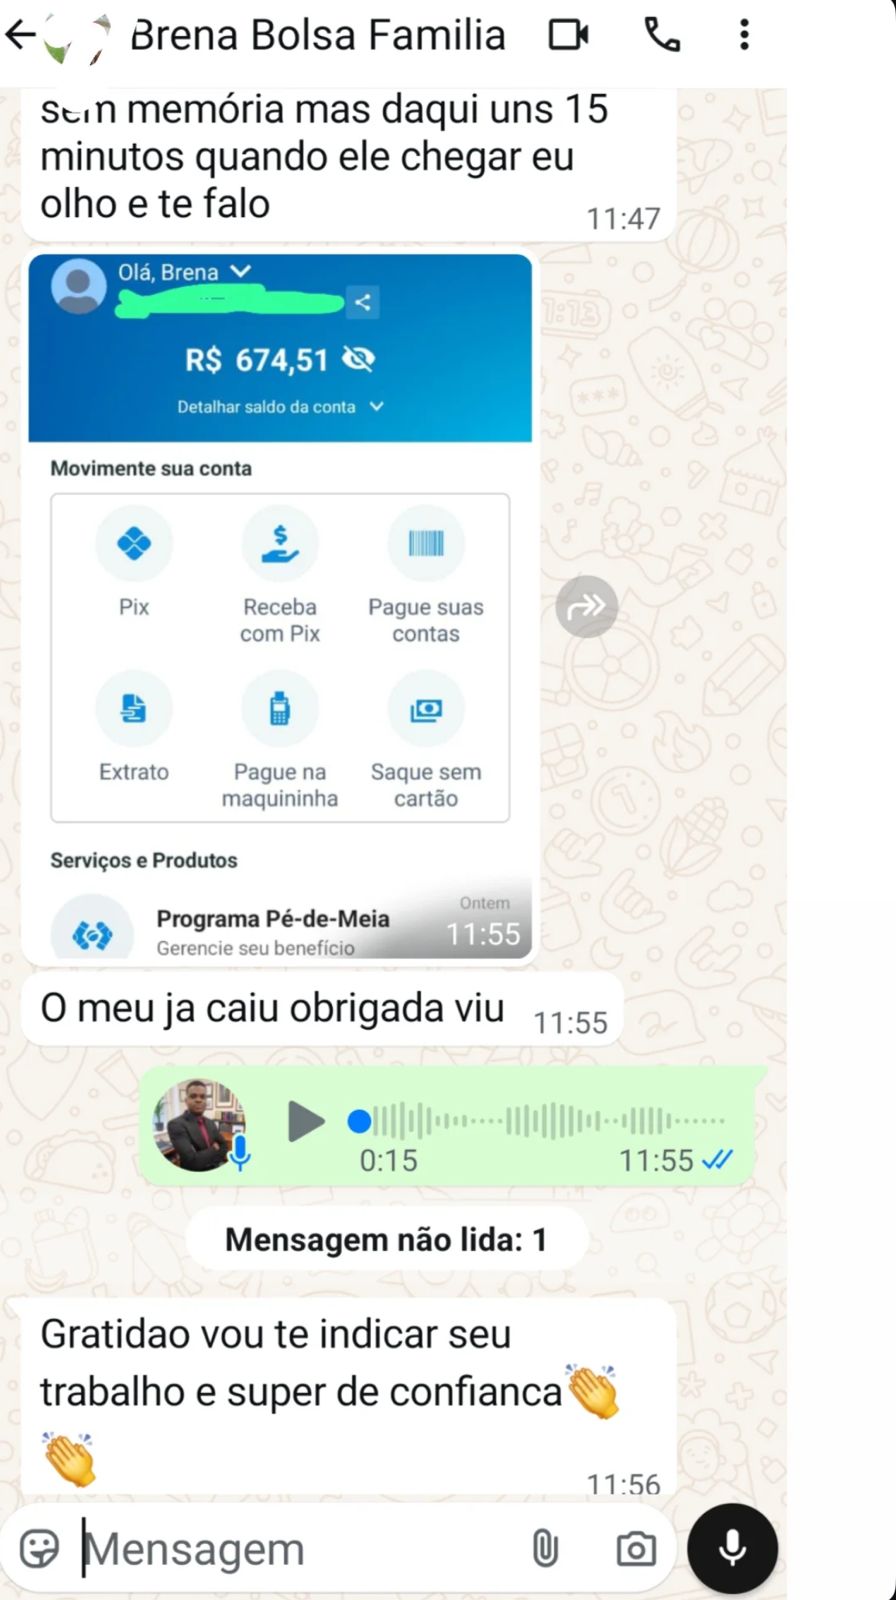 Brena Bolsa Familia
sem memória mas daqui uns 15
minutos quando ele chegar eu
olho e te falo
11:47
Olá, Brena
R$ 674,51
Detalhar saldo da conta
Movimente sua conta
Pix
Receba
com Pix
Pague suas
contas
Extrato
Pague na
maquininha
Saque sem
cartão
Serviços e Produtos
Programa Pé-de-Meia
Gerencie seu benefício
Ontem
11:55
O meu ja caiu obrigada viu
11:55
0:15
11:55
Mensagem não lida: 1
Gratidao vou te indicar seu
trabalho e super de confianca👏
👏
11:56
Mensagem